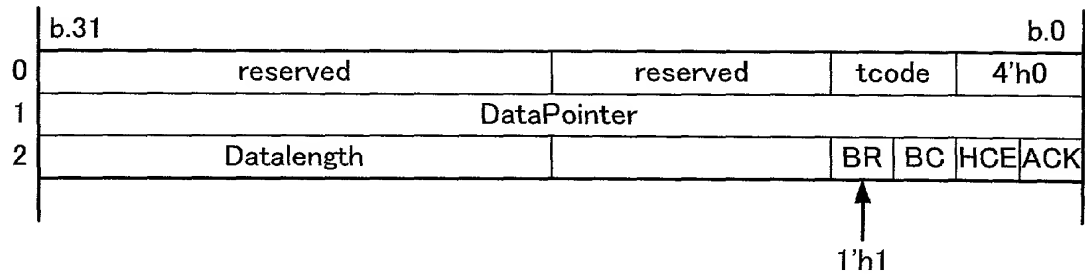 b.31 b.0
0 reserved reserved tcode 4'h0
1 DataPointer
2 Datalength BR BC HCE ACK
1'h1